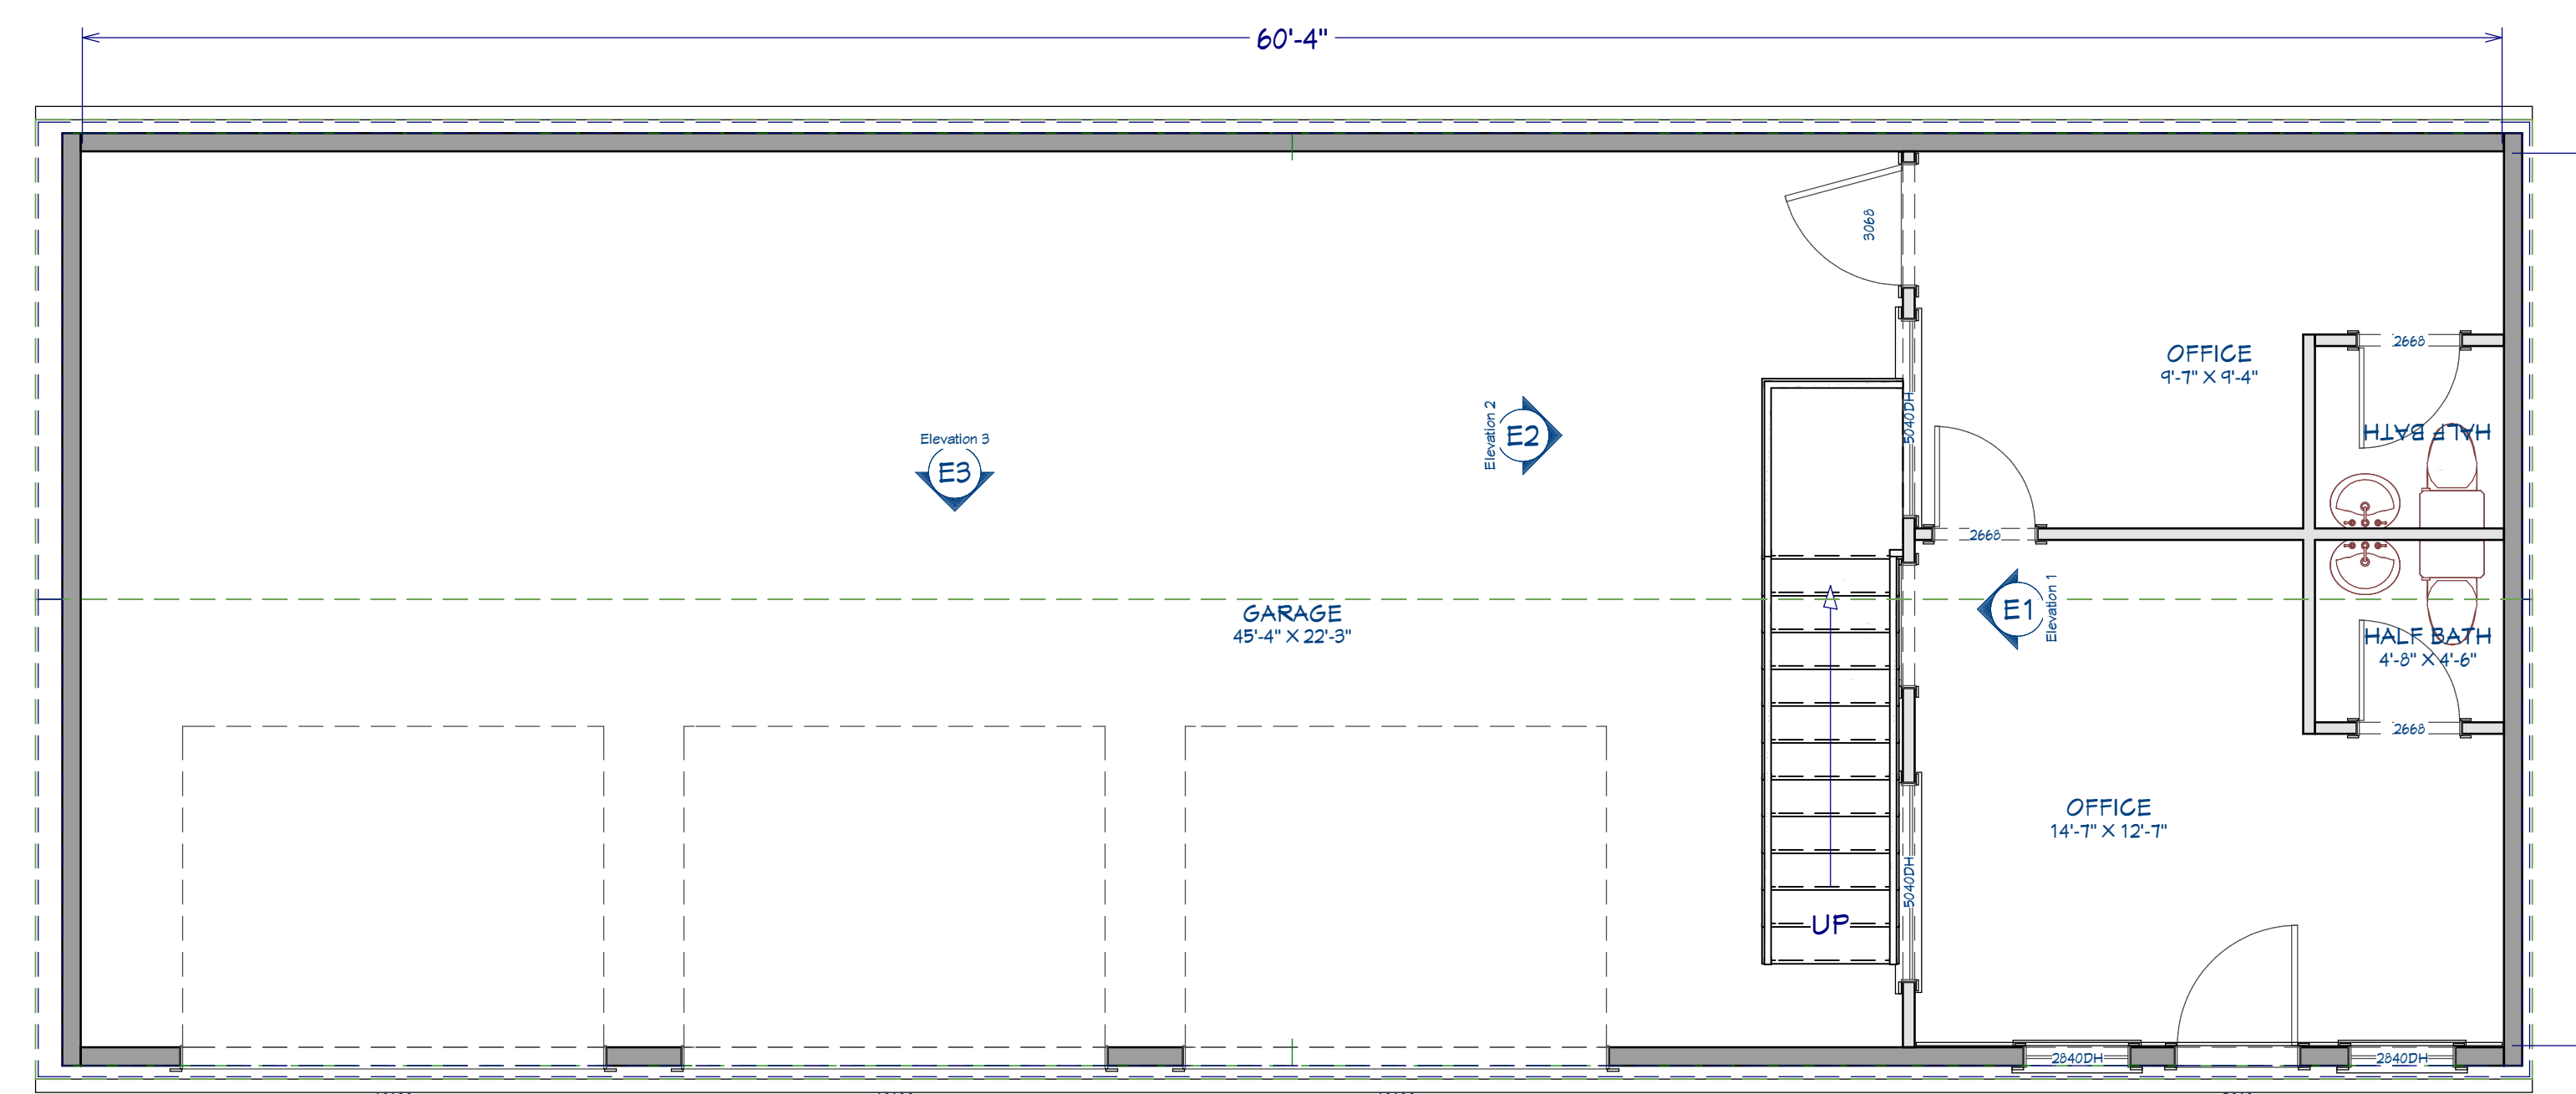 60'-4"
3068
OFFICE
9'-7" X 9'-4"
2668
HALF BATH
5040DH
Elevation 2
E2
Elevation 3
E3
2668
Elevation 1
E1
GARAGE
45'-4" X 22'-3"
HALF BATH
4'-8" X 4'-6"
2668
OFFICE
14'-7" X 12'-7"
5040DH
UP
2840DH
2840DH